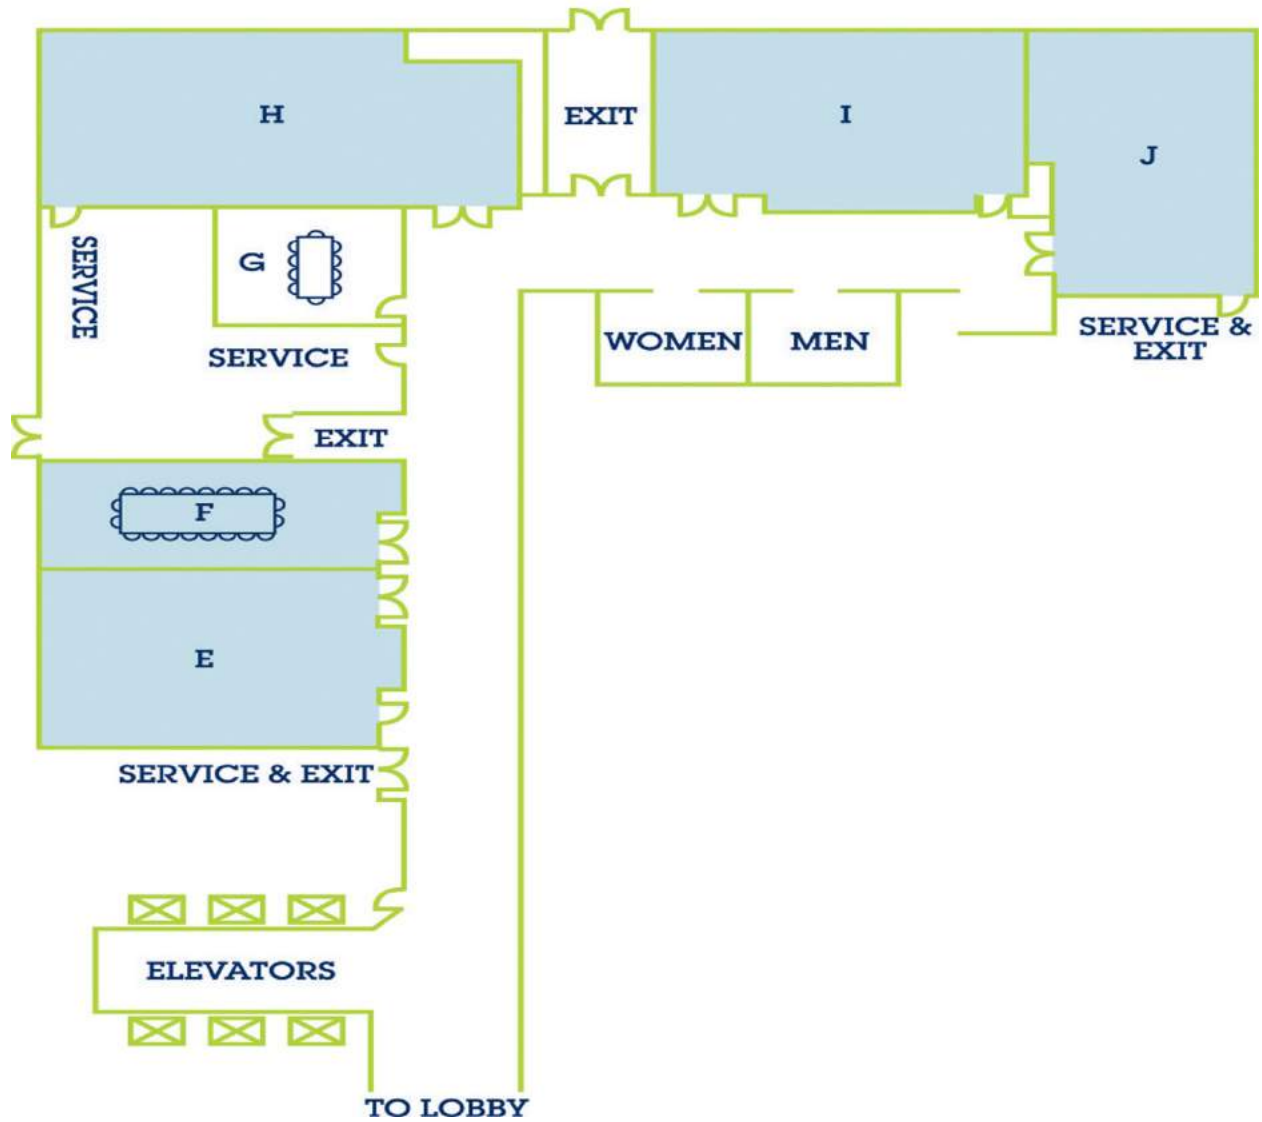 H
EXIT
I
J
G
SERVICE
SERVICE
WOMEN
MEN
SERVICE &
EXIT
EXIT
F
E
SERVICE & EXIT
ELEVATORS
TO LOBBY